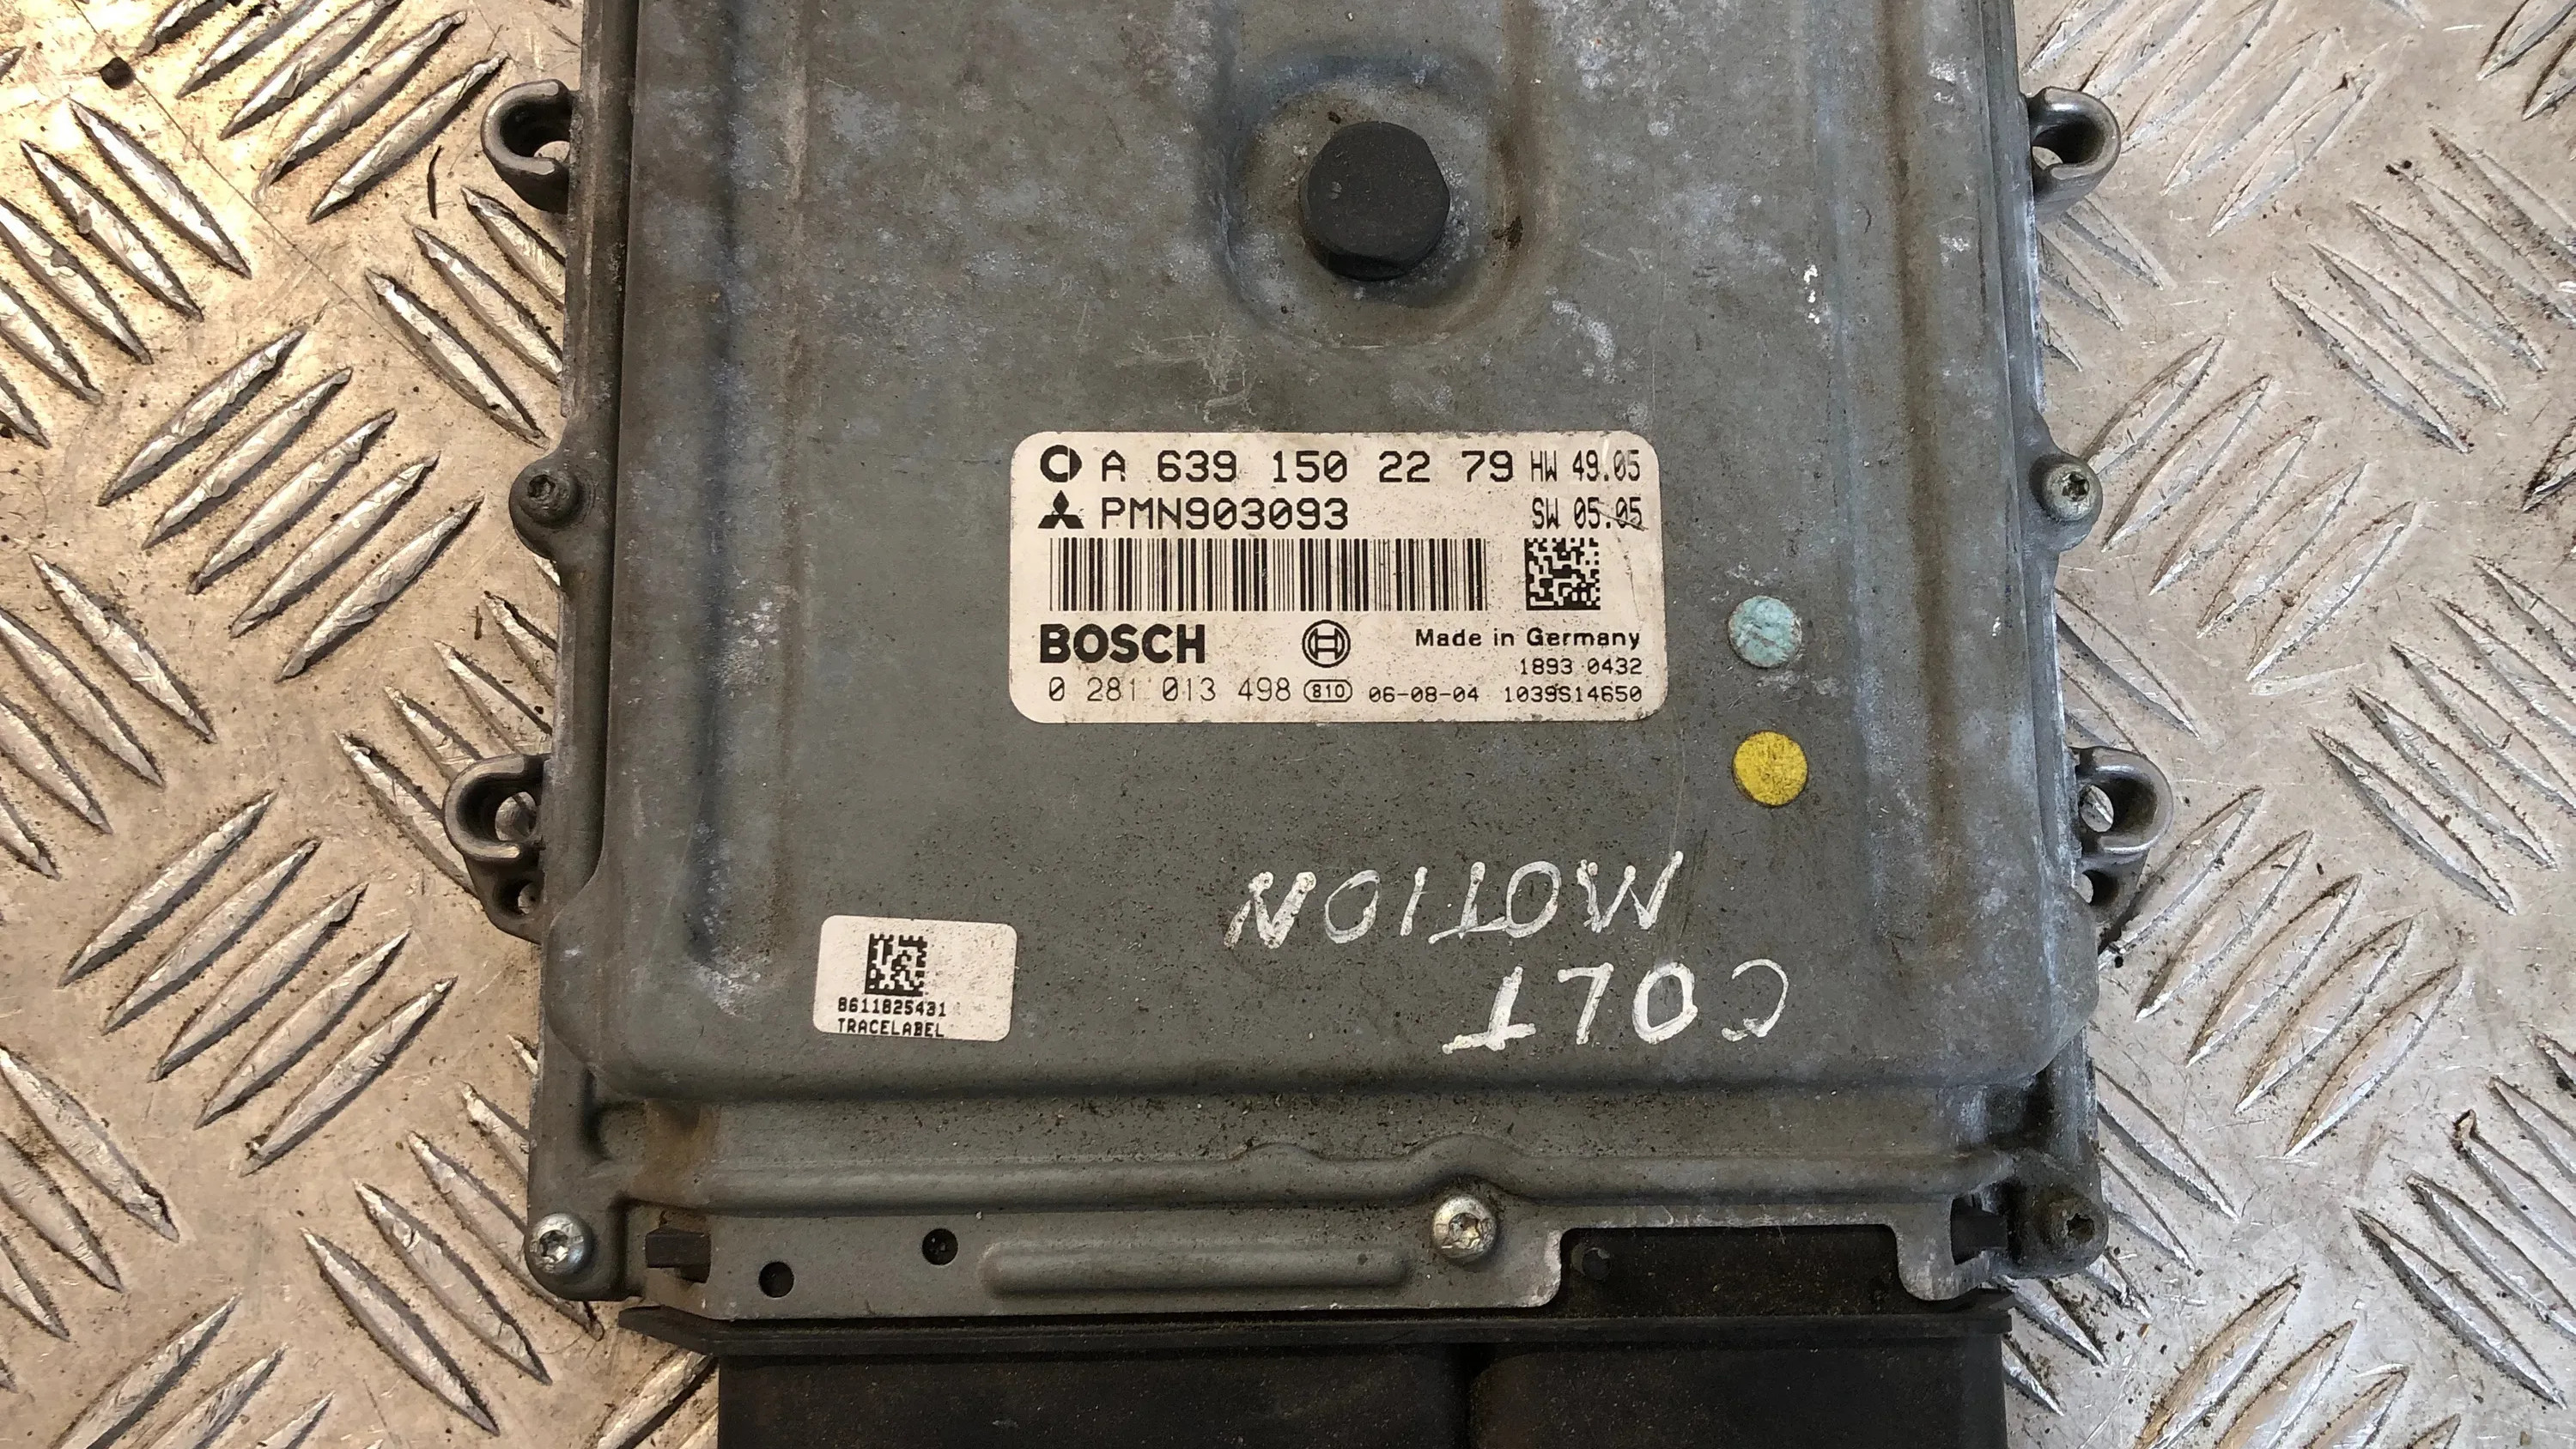 A 639 150 22 79 HW 49.05
PMN903093 SW 05.05
BOSCH Made in Germany
1893 0432
0 281 013 498 810 06-08-04 1039S14650
COLT
MOTION
8611825431
TRACELABEL